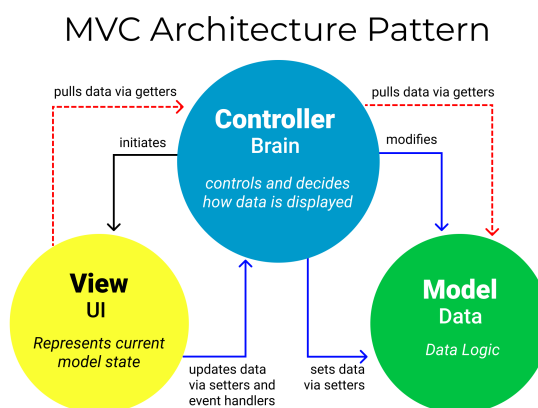 MVC Architecture Pattern
pulls data via getters
pulls data via getters
Controller
Brain
controls and decides
how data is displayed
initiates
modifies
View
UI
Represents current
model state
Model
Data
Data Logic
updates data
via setters and
event handlers
sets data
via setters